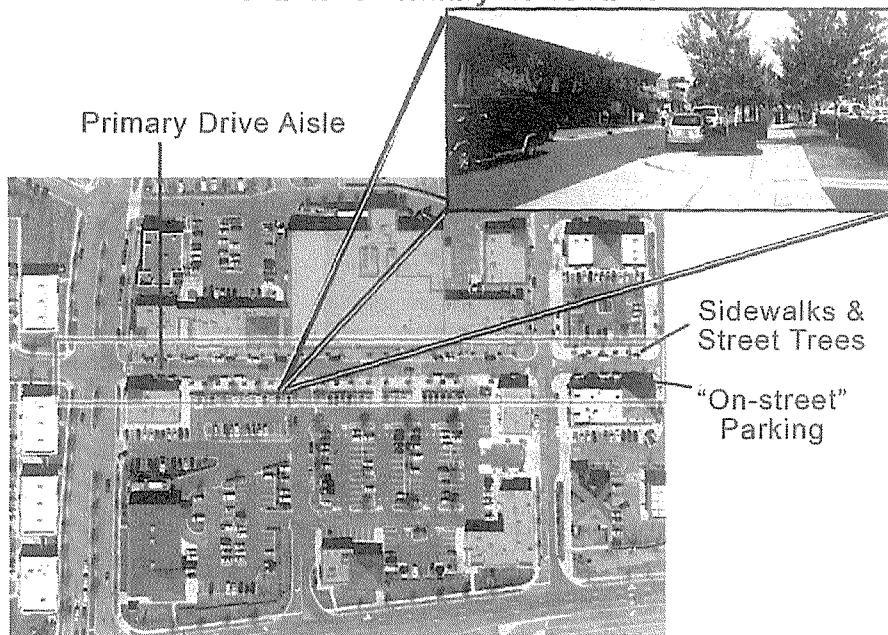 Primary Drive Aisle
Sidewalks &
Street Trees
"On-street"
Parking